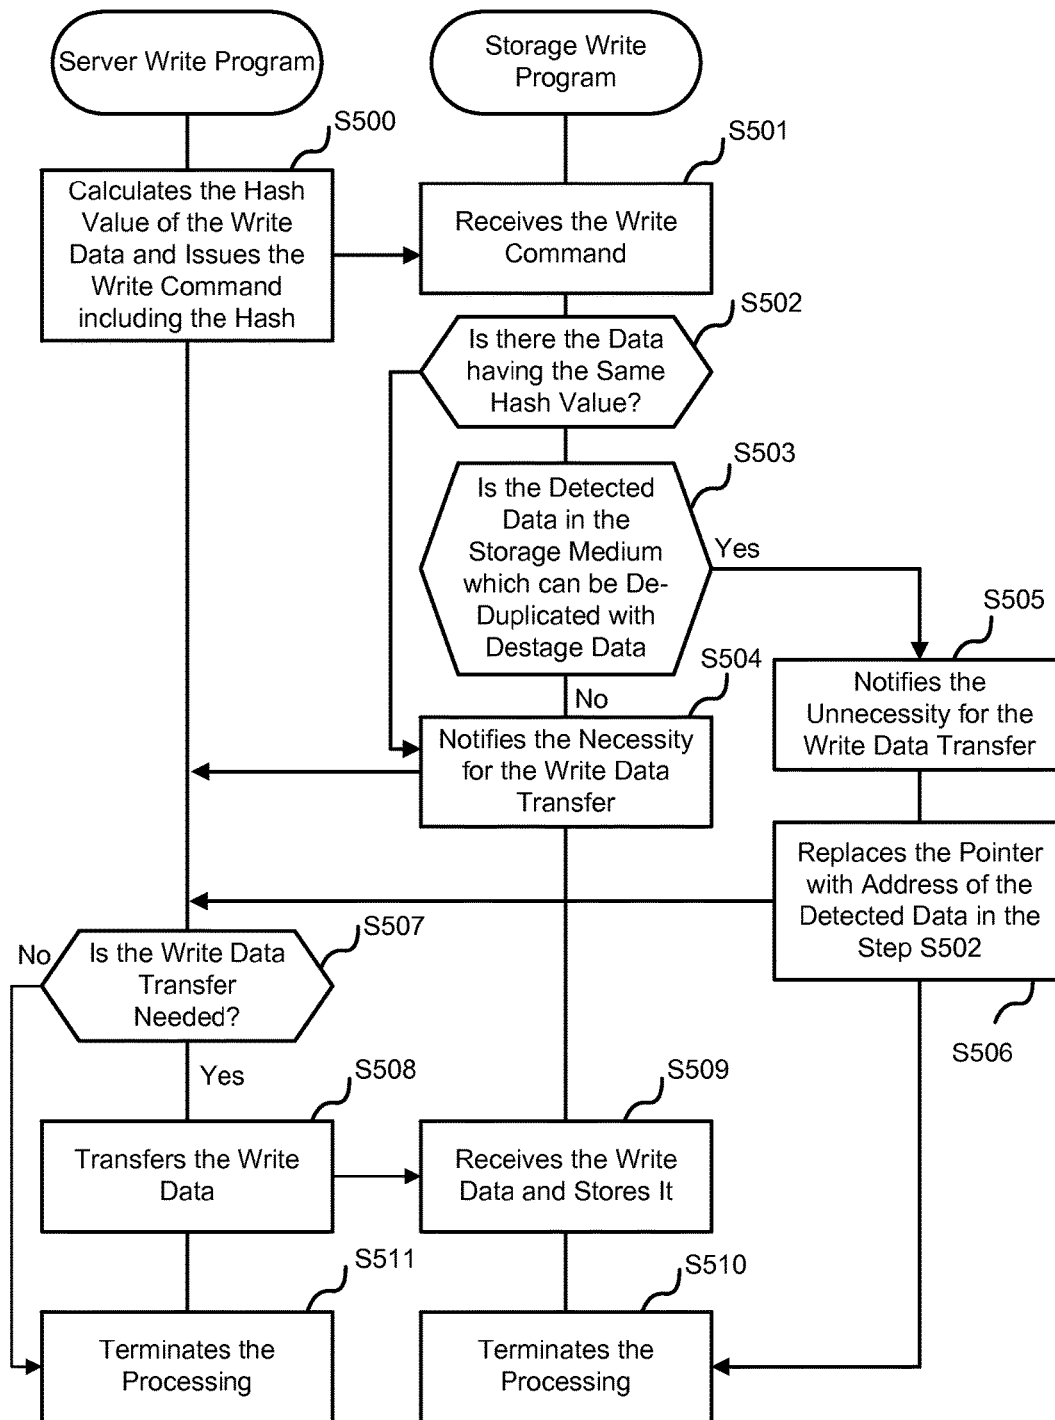 Server Write Program
Storage Write
Program
S500
S501
Calculates the Hash
Value of the Write
Data and Issues the
Write Command
including the Hash
Receives the Write
Command
S502
Is there the Data
having the Same
Hash Value?
S503
Is the Detected
Data in the
Storage Medium
which can be De-
Duplicated with
Destage Data
Yes
S505
S504
No
Notifies the
Unnecessity for the
Write Data Transfer
Notifies the Necessity
for the Write Data
Transfer
Replaces the Pointer
with Address of the
Detected Data in the
Step S502
S506
S507
No
Is the Write Data
Transfer
Needed?
Yes
S508
S509
Transfers the Write
Data
Receives the Write
Data and Stores It
S511
S510
Terminates the
Processing
Terminates the
Processing